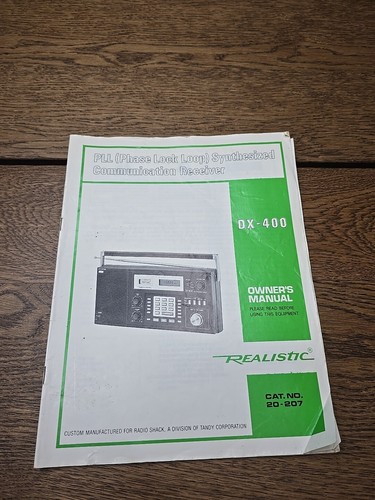 PLL (Phase Lock Loop) Synthesized
Communication Receiver
DX-400
OWNER'S
MANUAL
PLEASE READ BEFORE
USING THIS EQUIPMENT
REALISTIC®
CAT. NO.
20-207
CUSTOM MANUFACTURED FOR RADIO SHACK, A DIVISION OF TANDY CORPORATION